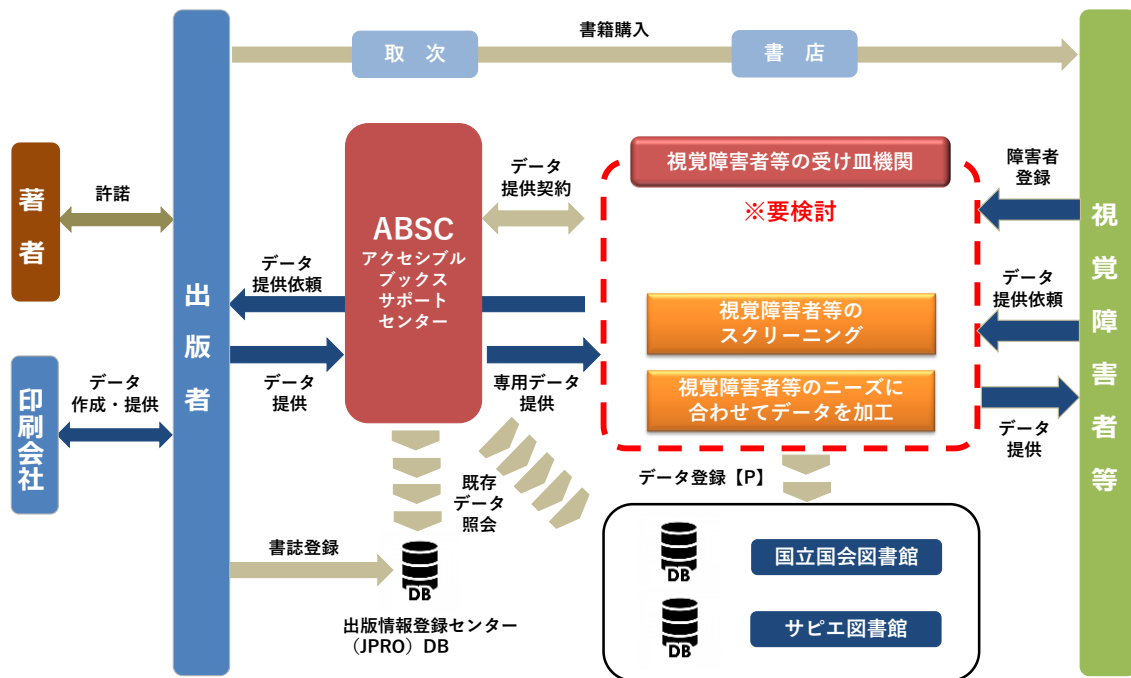 書籍購入
取　次
書　店
著者
許諾
出版者
印刷会社
データ
作成・提供
データ
提供依頼
データ
提供
ABSC
アクセシブル
ブックス
サポート
センター
データ
提供契約
専用データ
提供
視覚障害者等の受け皿機関
※要検討
視覚障害者等の
スクリーニング
視覚障害者等のニーズに
合わせてデータを加工
障害者
登録
データ
提供依頼
データ
提供
視覚障害者等
既存
データ
照会
データ登録【P】
書誌登録
DB
出版情報登録センター
（JPRO）DB
DB
国立国会図書館
DB
サピエ図書館